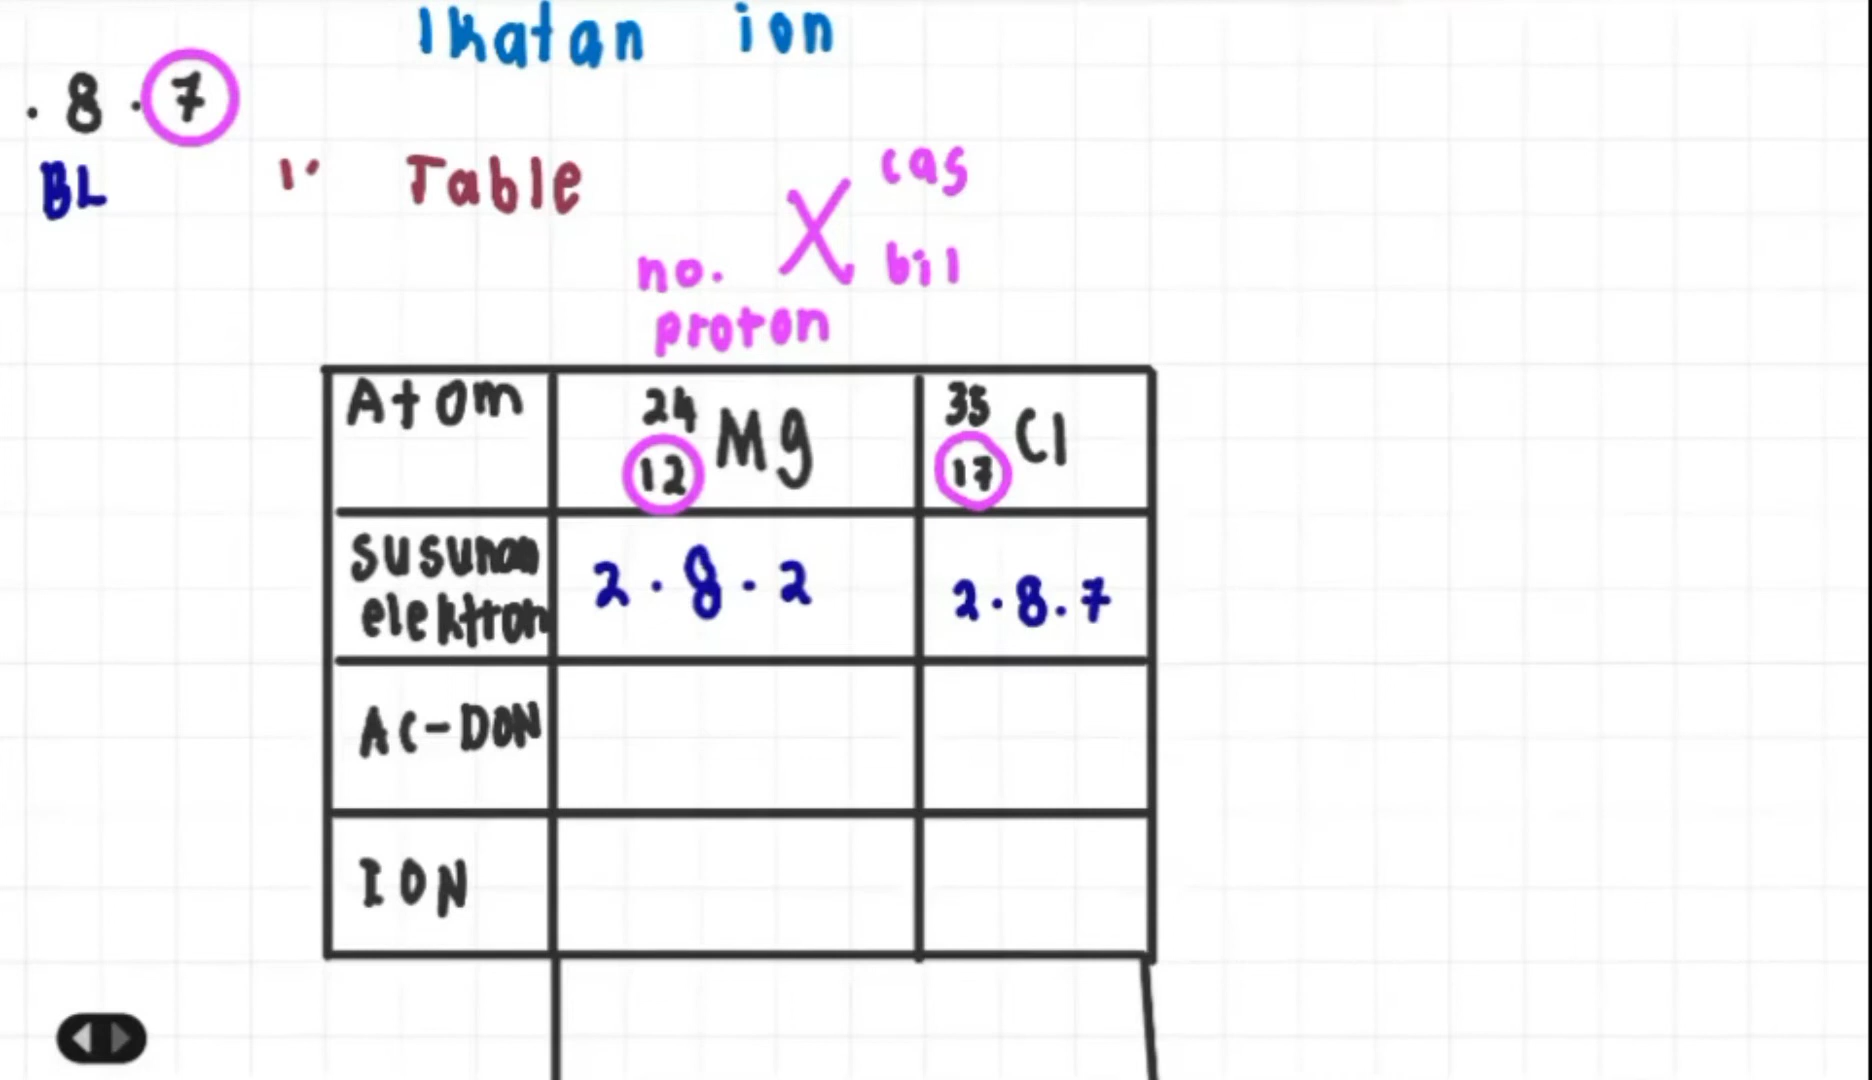 Ikatan ion
. 8 . 7
BL
1. Table
cas
X
no. bil
proton
Atom 24 12 Mg 35 17 Cl
susunan elektron 2.8.2 2.8.7
AC-DON
ION